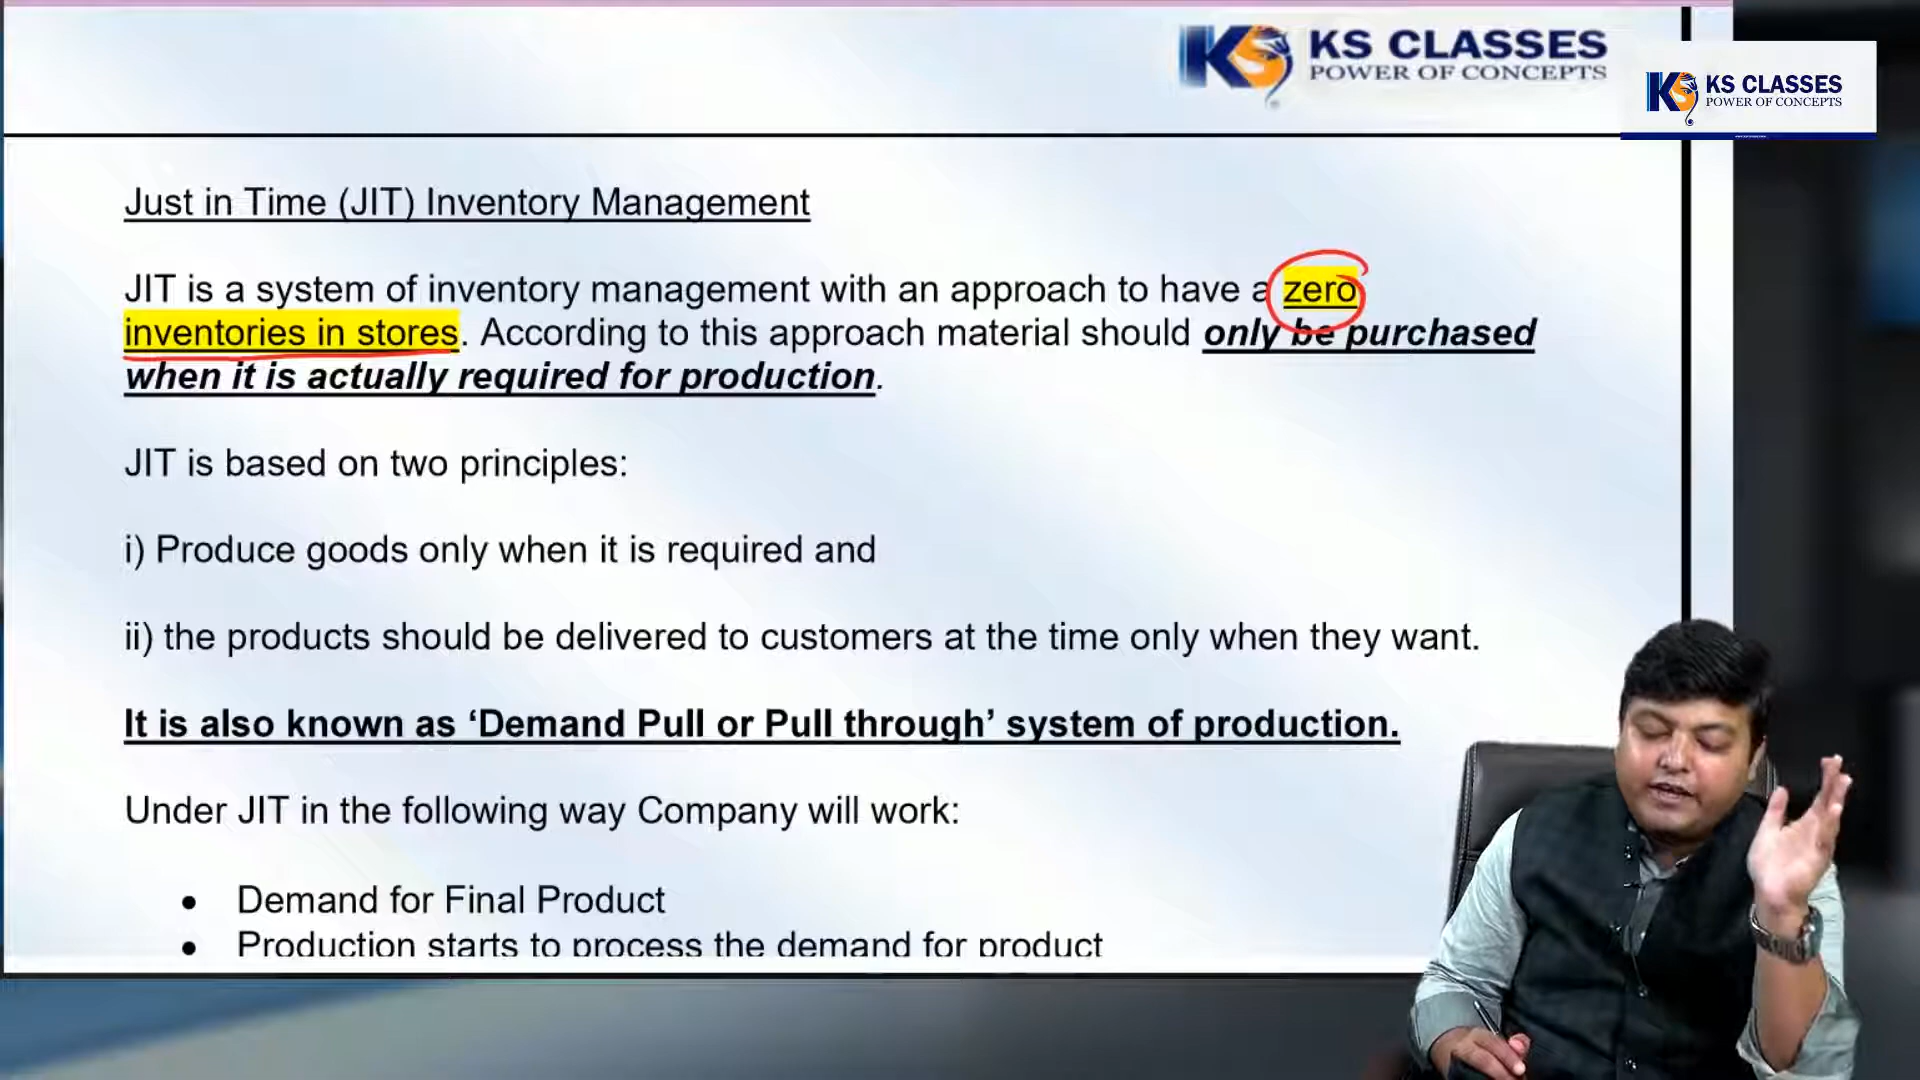 KS CLASSES
POWER OF CONCEPTS
KS CLASSES
POWER OF CONCEPTS
Just in Time (JIT) Inventory Management
JIT is a system of inventory management with an approach to have a zero
inventories in stores. According to this approach material should only be purchased
when it is actually required for production.
JIT is based on two principles:
i) Produce goods only when it is required and
ii) the products should be delivered to customers at the time only when they want.
It is also known as ‘Demand Pull or Pull through’ system of production.
Under JIT in the following way Company will work:
• Demand for Final Product
• Production starts to process the demand for product